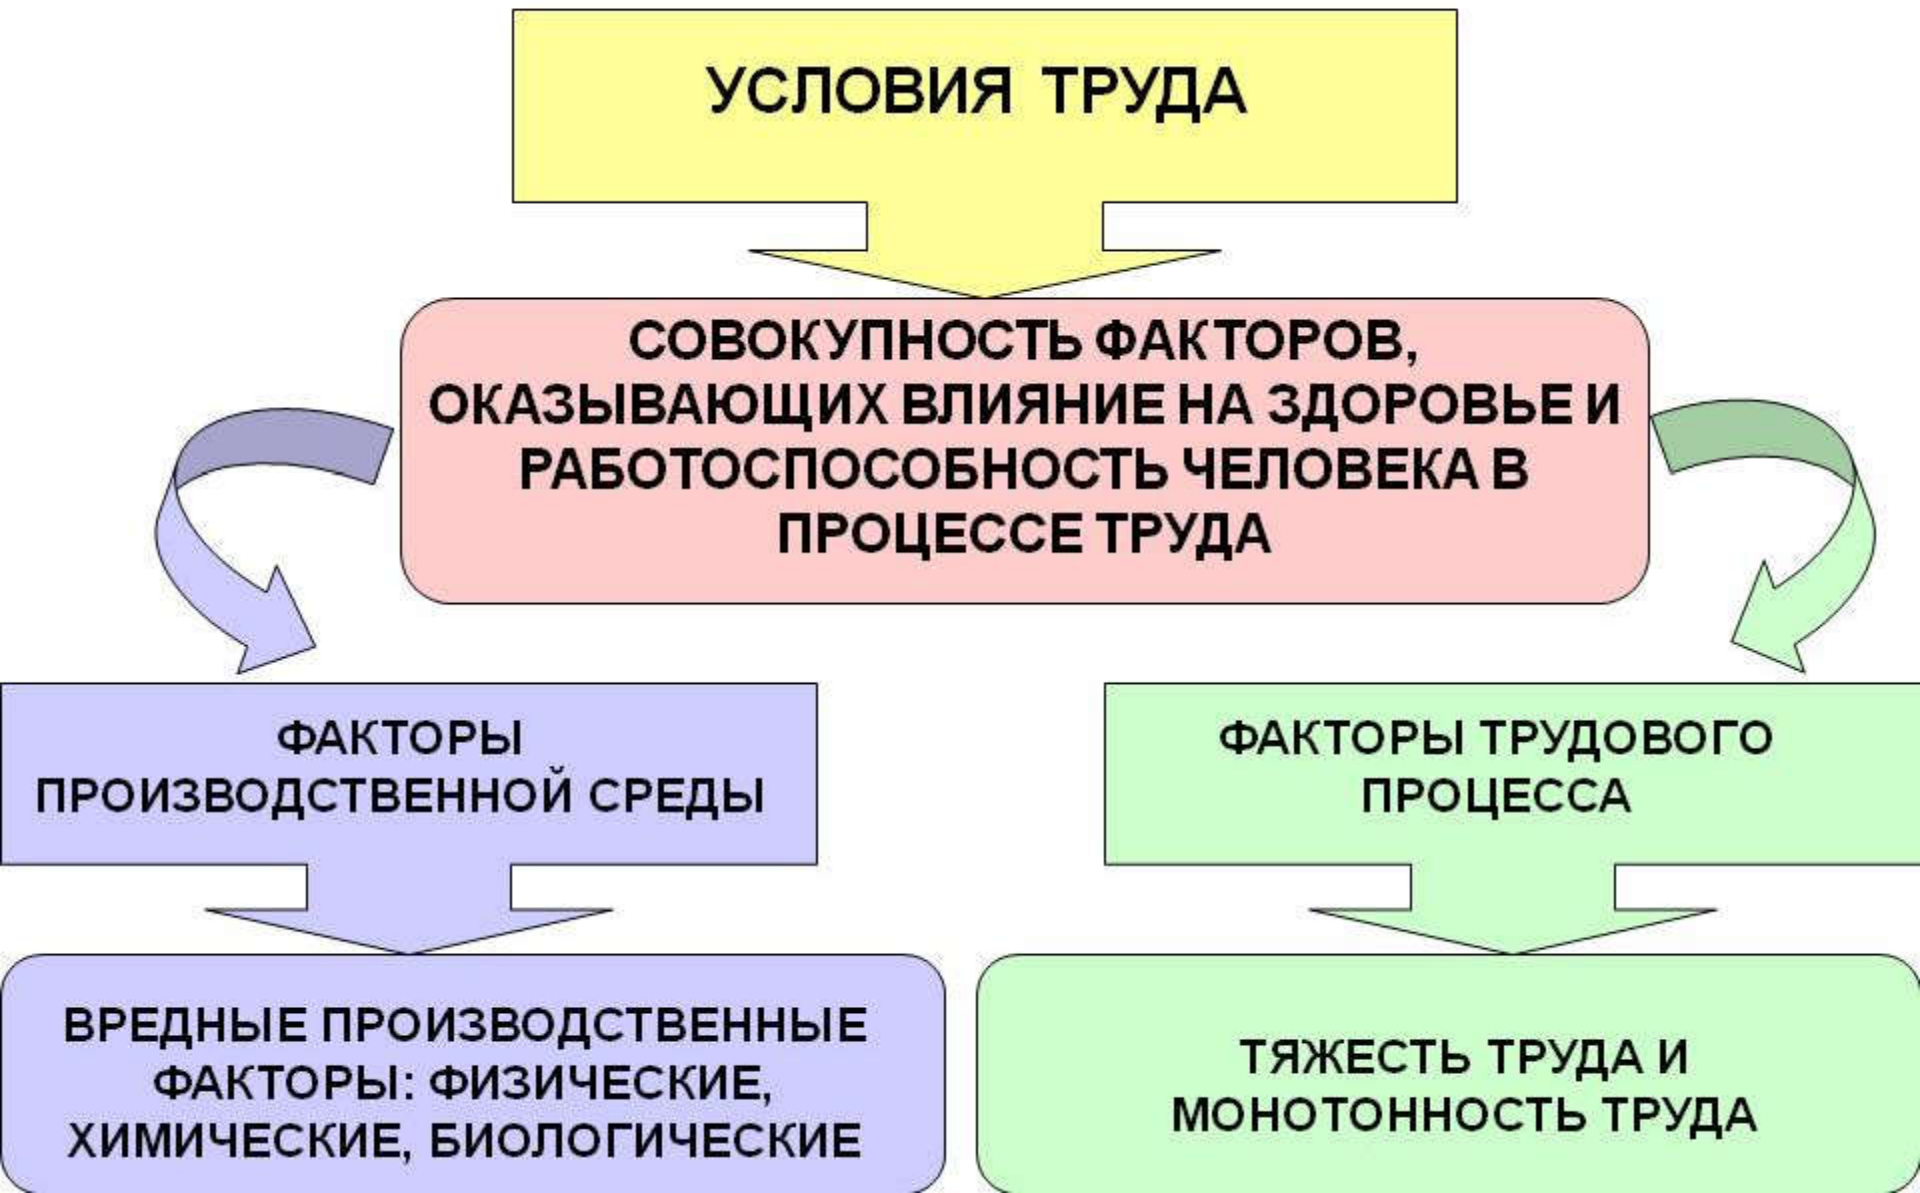 УСЛОВИЯ ТРУДА
СОВОКУПНОСТЬ ФАКТОРОВ,
ОКАЗЫВАЮЩИХ ВЛИЯНИЕ НА ЗДОРОВЬЕ И
РАБОТОСПОСОБНОСТЬ ЧЕЛОВЕКА В
ПРОЦЕССЕ ТРУДА
ФАКТОРЫ
ПРОИЗВОДСТВЕННОЙ СРЕДЫ
ФАКТОРЫ ТРУДОВОГО
ПРОЦЕССА
ВРЕДНЫЕ ПРОИЗВОДСТВЕННЫЕ
ФАКТОРЫ: ФИЗИЧЕСКИЕ,
ХИМИЧЕСКИЕ, БИОЛОГИЧЕСКИЕ
ТЯЖЕСТЬ ТРУДА И
МОНОТОННОСТЬ ТРУДА